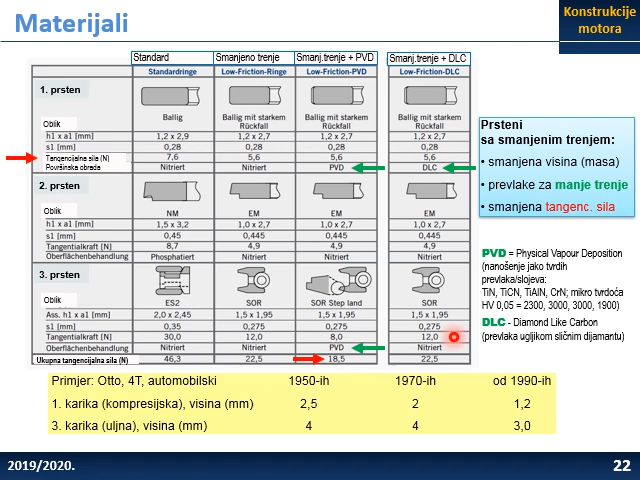 Materijali
Konstrukcije
motora
Standard Smanjeno trenje Smanj.trenje + PVD Smanj.trenje + DLC
Standardringe Low-Friction-Ringe Low-Friction-PVD Low-Friction-DLC
1. prsten
Oblik
Ballig Ballig mit starkem Rückfall Ballig mit starkem Rückfall Ballig mit starkem Rückfall
h1 x a1 [mm] 1,2 x 2,9 1,2 x 2,7 1,2 x 2,7 1,2 x 2,7
s1 [mm] 0,28 0,28 0,28 0,28
Tangencijalna sila (N) 7,6 5,6 5,6 5,6
Površinska obrada Nitriert Nitriert PVD DLC
2. prsten
Oblik
NM EM EM EM
h1 x a1 [mm] 1,5 x 3,2 1,0 x 2,7 1,0 x 2,7 1,0 x 2,7
s1 [mm] 0,45 0,445 0,445 0,445
Tangentialkraft [N] 8,7 4,9 4,9 4,9
Oberflächenbehandlung Phosphatiert Nitriert Nitriert Nitriert
3. prsten
Oblik
ES2 SOR SOR Step land SOR
Ass. h1 x a1 [mm] 2,0 x 2,45 1,5 x 1,95 1,5 x 1,95 1,5 x 1,95
s1 [mm] 0,35 0,275 0,275 0,275
Tangentialkraft [N] 30,0 12,0 8,0 12,0
Oberflächenbehandlung Nitriert Nitriert PVD Nitriert
Ukupna tangencijalna sila (N) 46,3 22,5 18,5 22,5
Prsteni
sa smanjenim trenjem:
• smanjena visina (masa)
• prevlake za manje trenje
• smanjena tangenc. sila
PVD = Physical Vapour Deposition
(nanošenje jako tvrdih
prevlaka/slojeva:
TiN, TiCN, TiAlN, CrN; mikro tvrdoća
HV 0,05 = 2300, 3000, 3000, 1900)
DLC - Diamond Like Carbon
(prevlaka ugljikom sličnim dijamantu)
Primjer: Otto, 4T, automobilski 1950-ih 1970-ih od 1990-ih
1. karika (kompresijska), visina (mm) 2,5 2 1,2
3. karika (uljna), visina (mm) 4 4 3,0
2019/2020.
22